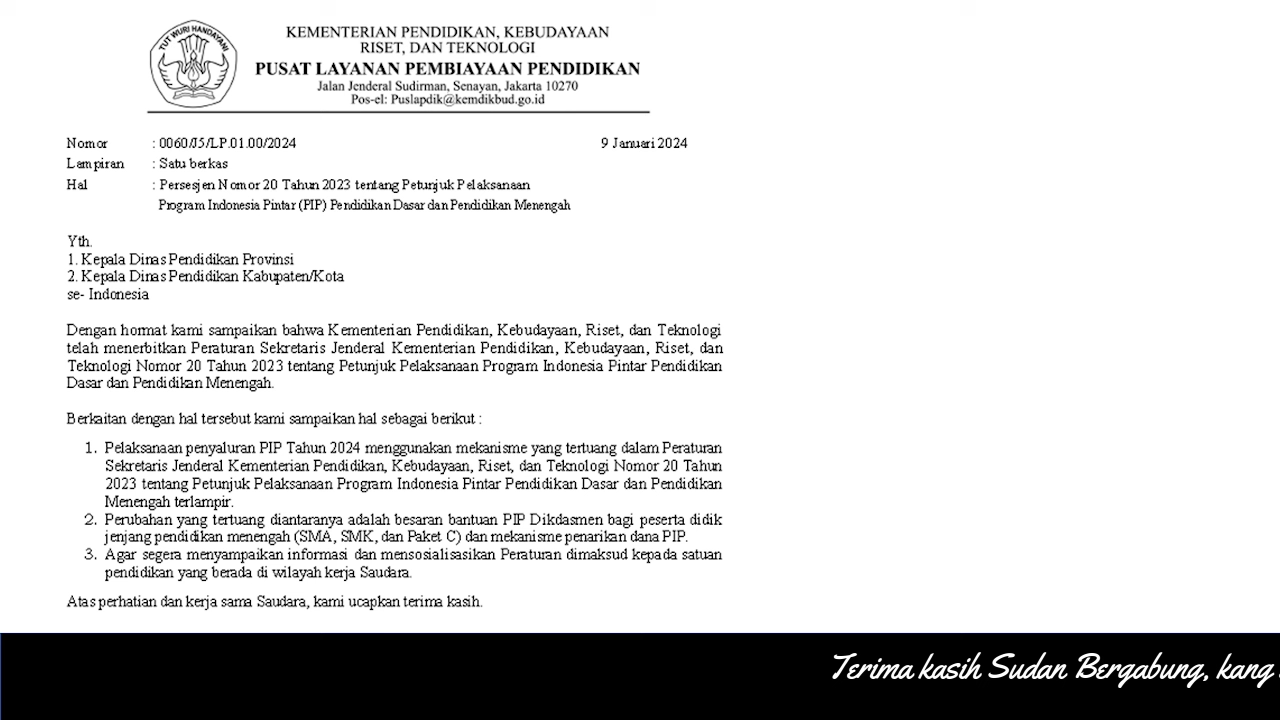 TUT WURI HANDAYANI
KEMENTERIAN PENDIDIKAN, KEBUDAYAAN
RISET, DAN TEKNOLOGI
PUSAT LAYANAN PEMBIAYAAN PENDIDIKAN
Jalan Jenderal Sudirman, Senayan, Jakarta 10270
Pos-el: Puslapdik@kemdikbud.go.id
Nomor : 0060/J5/LP.01.00/2024 9 Januari 2024
Lampiran : Satu berkas
Hal : Persesjen Nomor 20 Tahun 2023 tentang Petunjuk Pelaksanaan
Program Indonesia Pintar (PIP) Pendidikan Dasar dan Pendidikan Menengah
Yth.
1. Kepala Dinas Pendidikan Provinsi
2. Kepala Dinas Pendidikan Kabupaten/Kota
se- Indonesia
Dengan hormat kami sampaikan bahwa Kementerian Pendidikan, Kebudayaan, Riset, dan Teknologi
telah menerbitkan Peraturan Sekretaris Jenderal Kementerian Pendidikan, Kebudayaan, Riset, dan
Teknologi Nomor 20 Tahun 2023 tentang Petunjuk Pelaksanaan Program Indonesia Pintar Pendidikan
Dasar dan Pendidikan Menengah.
Berkaitan dengan hal tersebut kami sampaikan hal sebagai berikut :
1. Pelaksanaan penyaluran PIP Tahun 2024 menggunakan mekanisme yang tertuang dalam Peraturan
Sekretaris Jenderal Kementerian Pendidikan, Kebudayaan, Riset, dan Teknologi Nomor 20 Tahun
2023 tentang Petunjuk Pelaksanaan Program Indonesia Pintar Pendidikan Dasar dan Pendidikan
Menengah terlampir.
2. Perubahan yang tertuang diantaranya adalah besaran bantuan PIP Dikdasmen bagi peserta didik
jenjang pendidikan menengah (SMA, SMK, dan Paket C) dan mekanisme penarikan dana PIP.
3. Agar segera menyampaikan informasi dan mensosialisasikan Peraturan dimaksud kepada satuan
pendidikan yang berada di wilayah kerja Saudara.
Atas perhatian dan kerja sama Saudara, kami ucapkan terima kasih.
Terima kasih Sudan Bergabung, kang